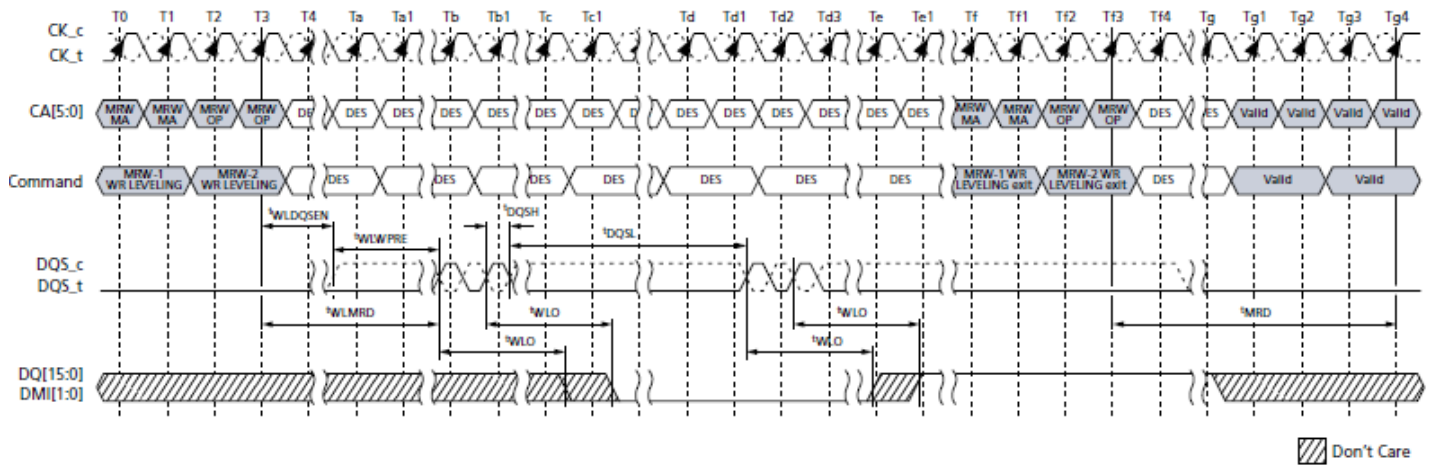 T0 T1 T2 T3 T4 Ta Ta1 Tb Tb1 Tc Tc1 Td Td1 Td2 Td3 Te Te1 Tf Tf1 Tf2 Tf3 Tf4 Tg Tg1 Tg2 Tg3 Tg4
CK_c
CK_t
CA[5:0] MRW MA MRW MA MRW OP MRW OP DES DES DES DES DES DES DES DES DES DES DES DES DES MRW MA MRW MA MRW OP MRW OP DES Valid Valid Valid Valid
Command MRW-1 WR LEVELING MRW-2 WR LEVELING DES DES DES DES DES DES DES MRW-1 WR LEVELING exit MRW-2 WR LEVELING exit DES Valid Valid
tWLDQSEN tDQSH
tWLWPRE tDQSL
DQS_c
DQS_t
tWLMRD tWLO tWLO tMRD
tWLO tWLO
DQ[15:0]
DMI[1:0]
Don't Care